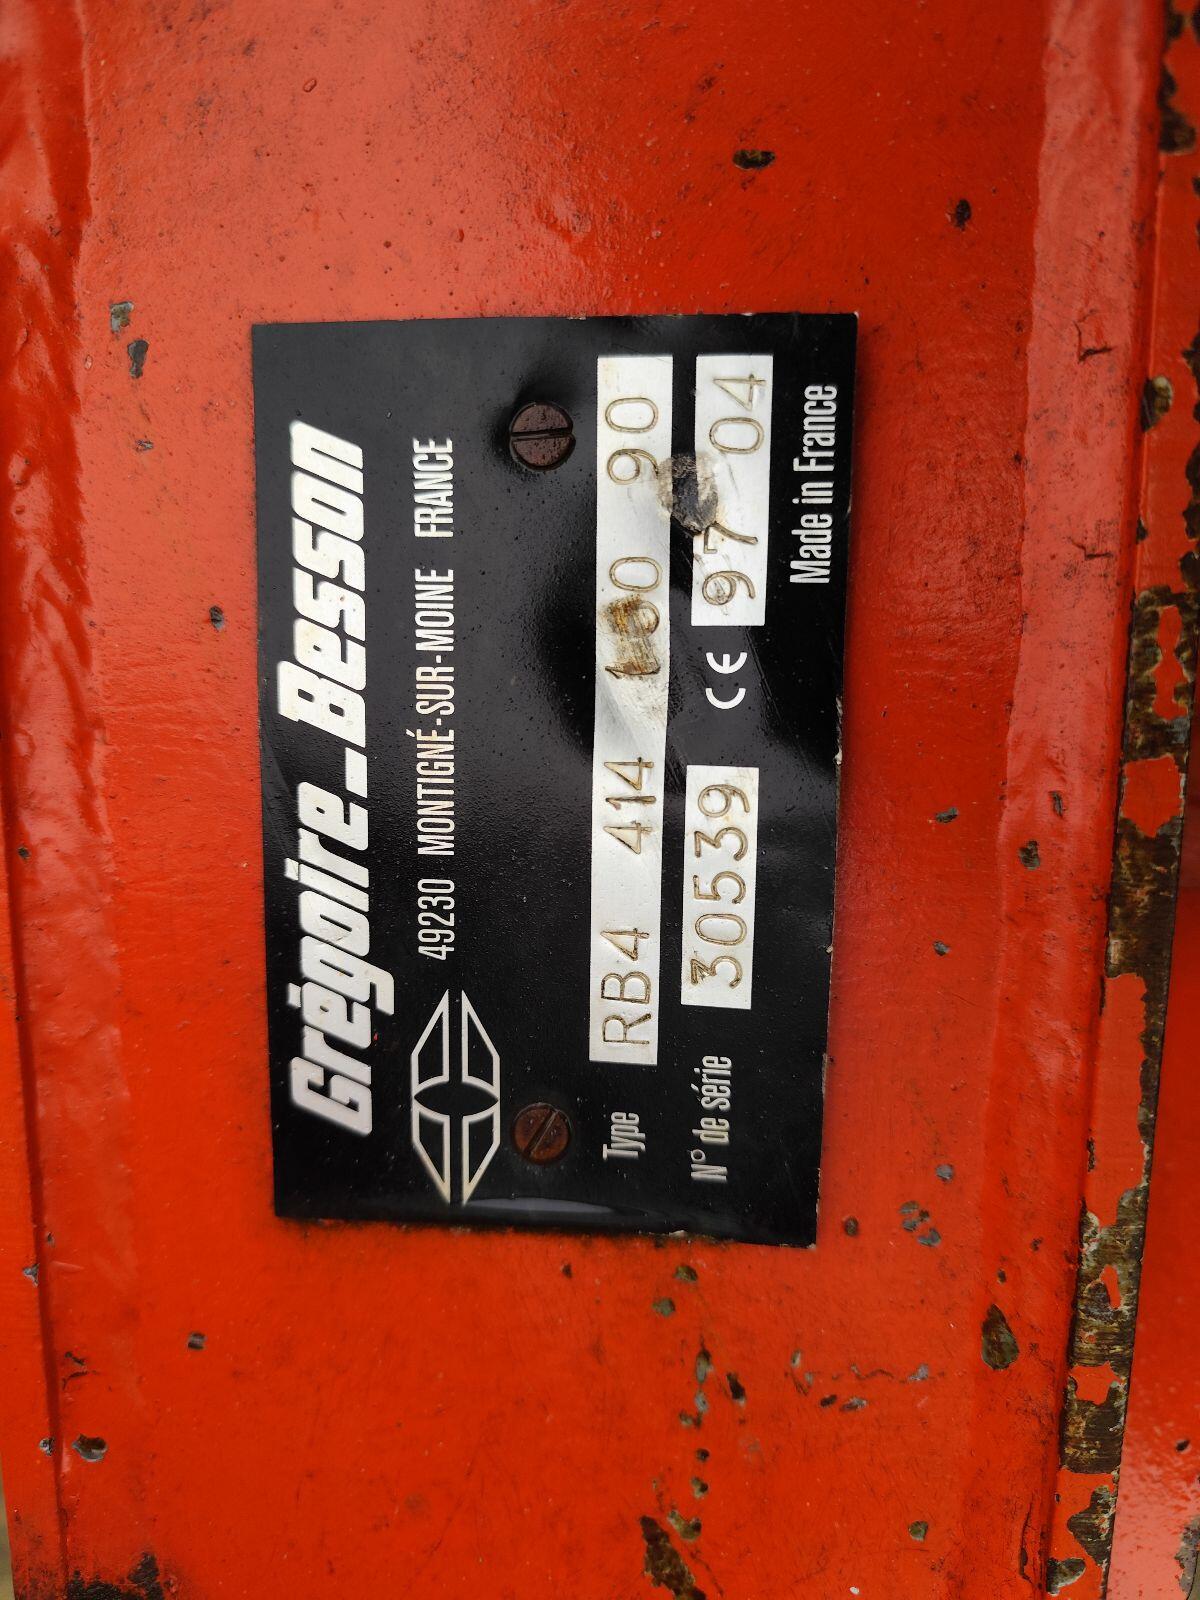 Grégoire_Besson
49230 MONTIGNÉ-SUR-MOINE FRANCE
Type RB4 414 160 90
N° de série 30539 CE 97 04
Made in France